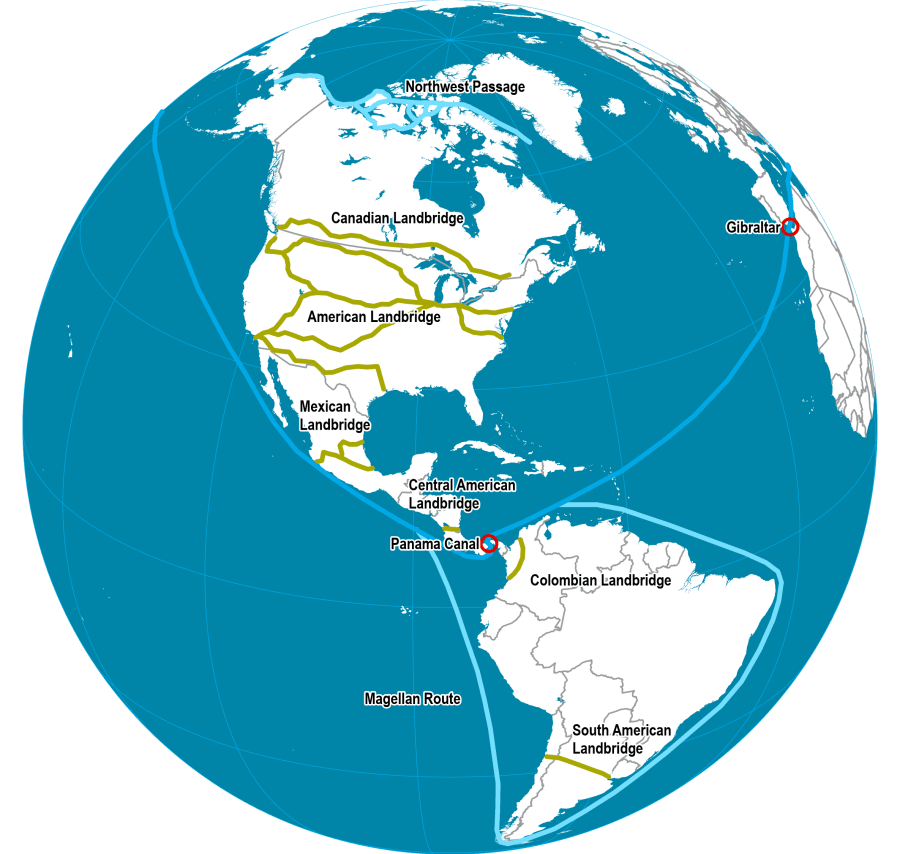 Northwest Passage
Canadian Landbridge
Gibraltar
American Landbridge
Mexican
Landbridge
Central American
Landbridge
Panama Canal
Colombian Landbridge
Magellan Route
South American
Landbridge